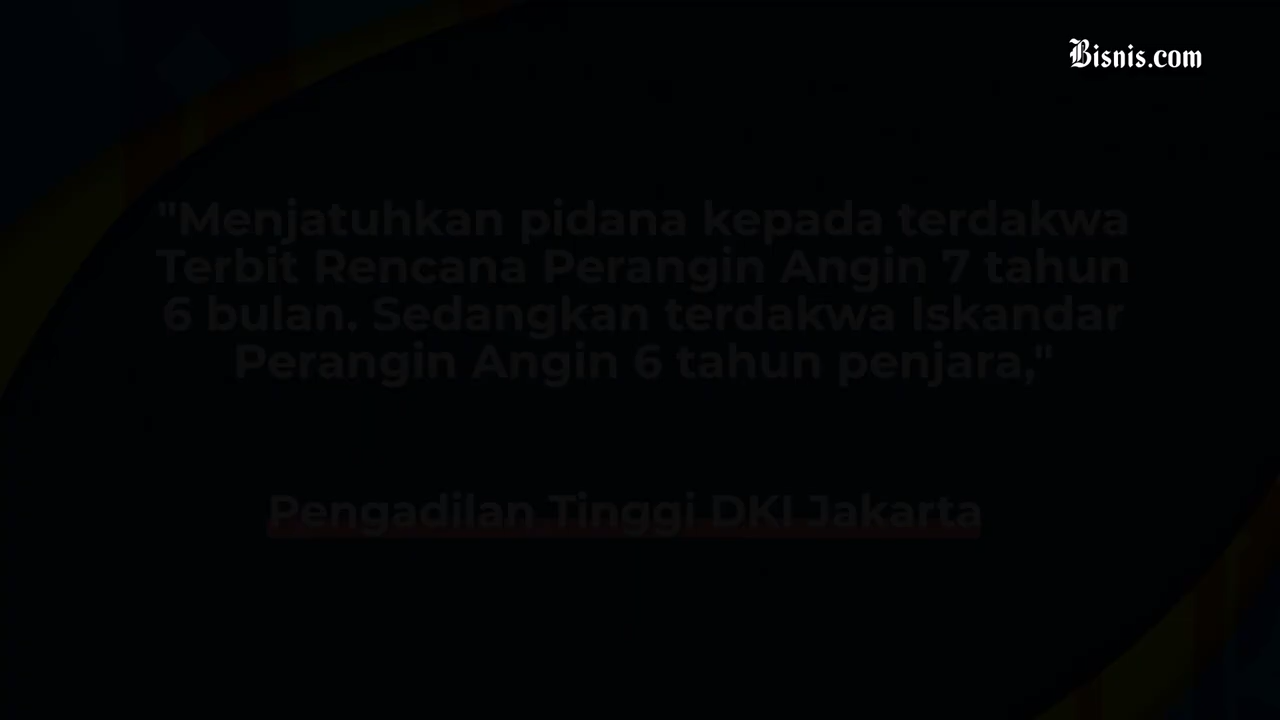 Bisnis.com
"Menjatuhkan pidana kepada terdakwa
Terbit Rencana Perangin Angin 7 tahun
6 bulan. Sedangkan terdakwa Iskandar
Perangin Angin 6 tahun penjara,"
Pengadilan Tinggi DKI Jakarta